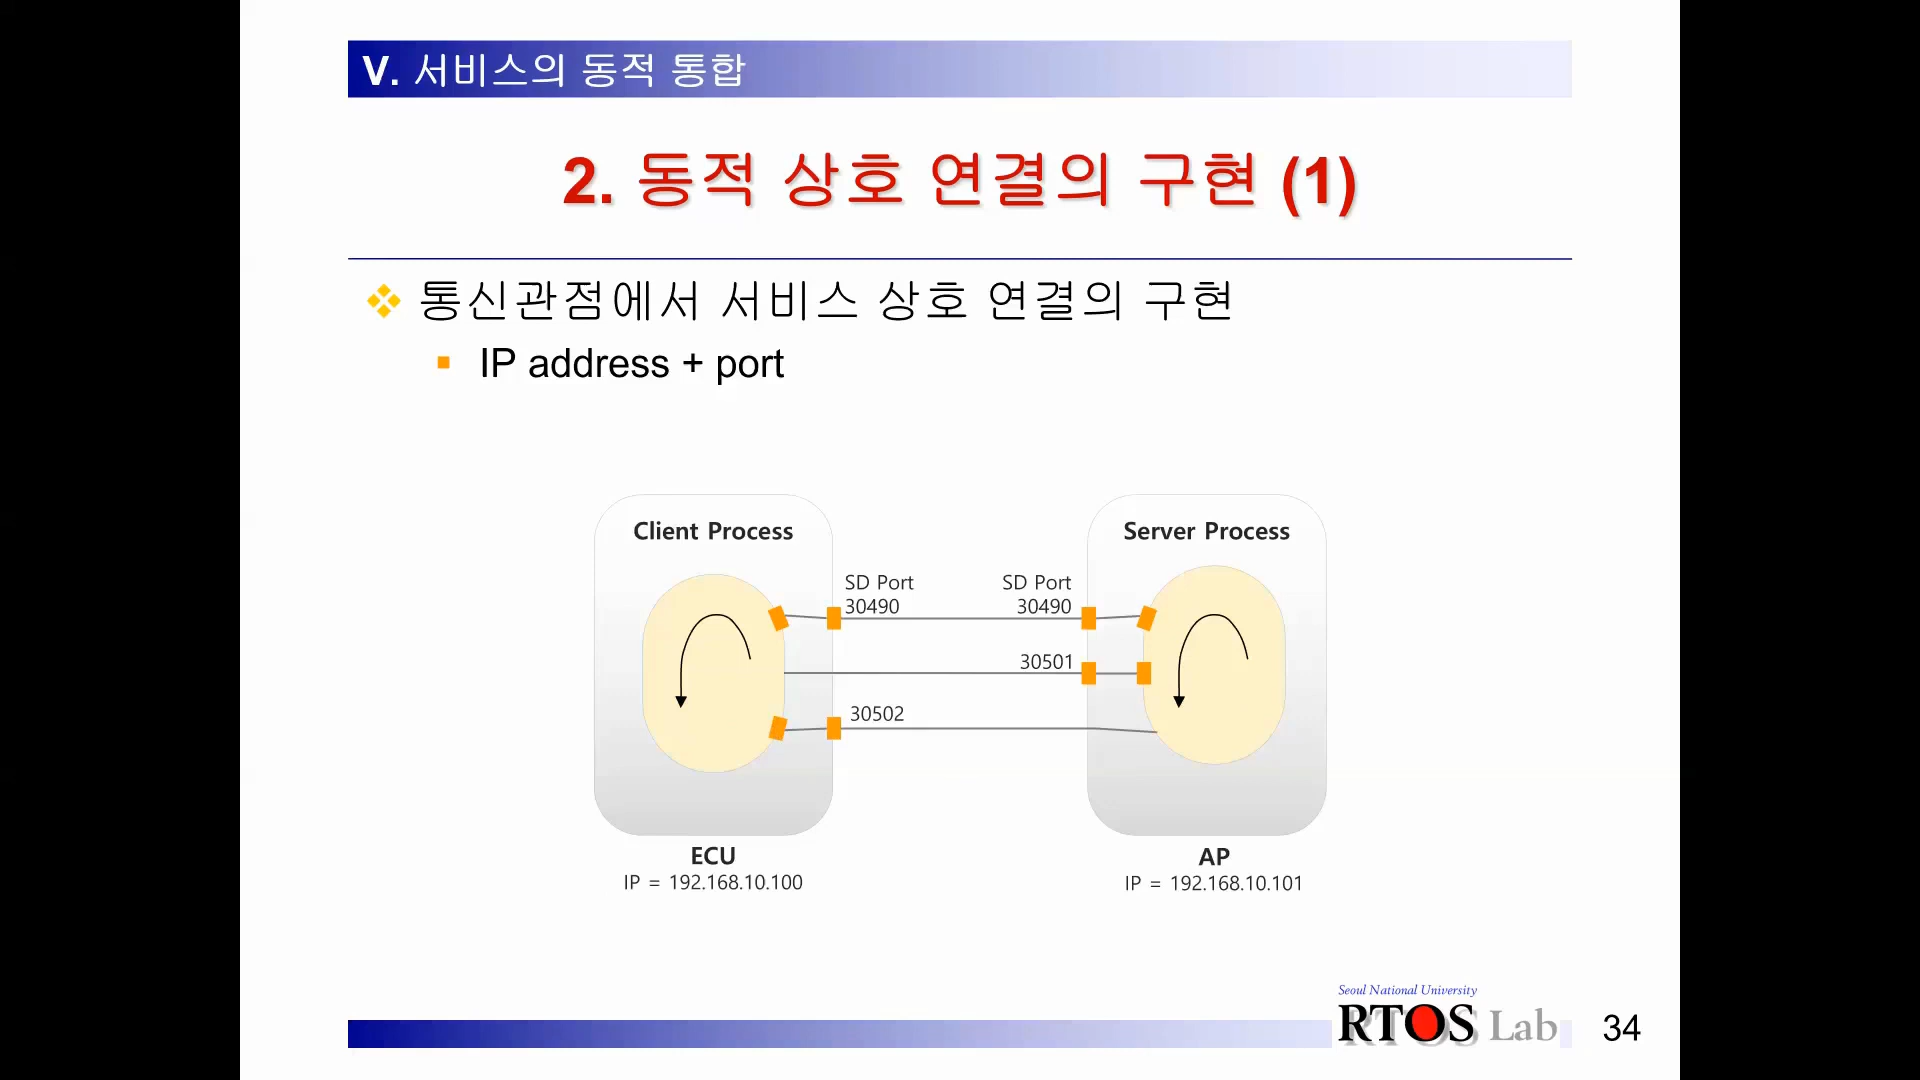 V. 서비스의 동적 통합
2. 동적 상호 연결의 구현 (1)
통신관점에서 서비스 상호 연결의 구현
IP address + port
Client Process
Server Process
SD Port
30490
SD Port
30490
30501
30502
ECU
IP = 192.168.10.100
AP
IP = 192.168.10.101
Seoul National University
RTOS Lab
34